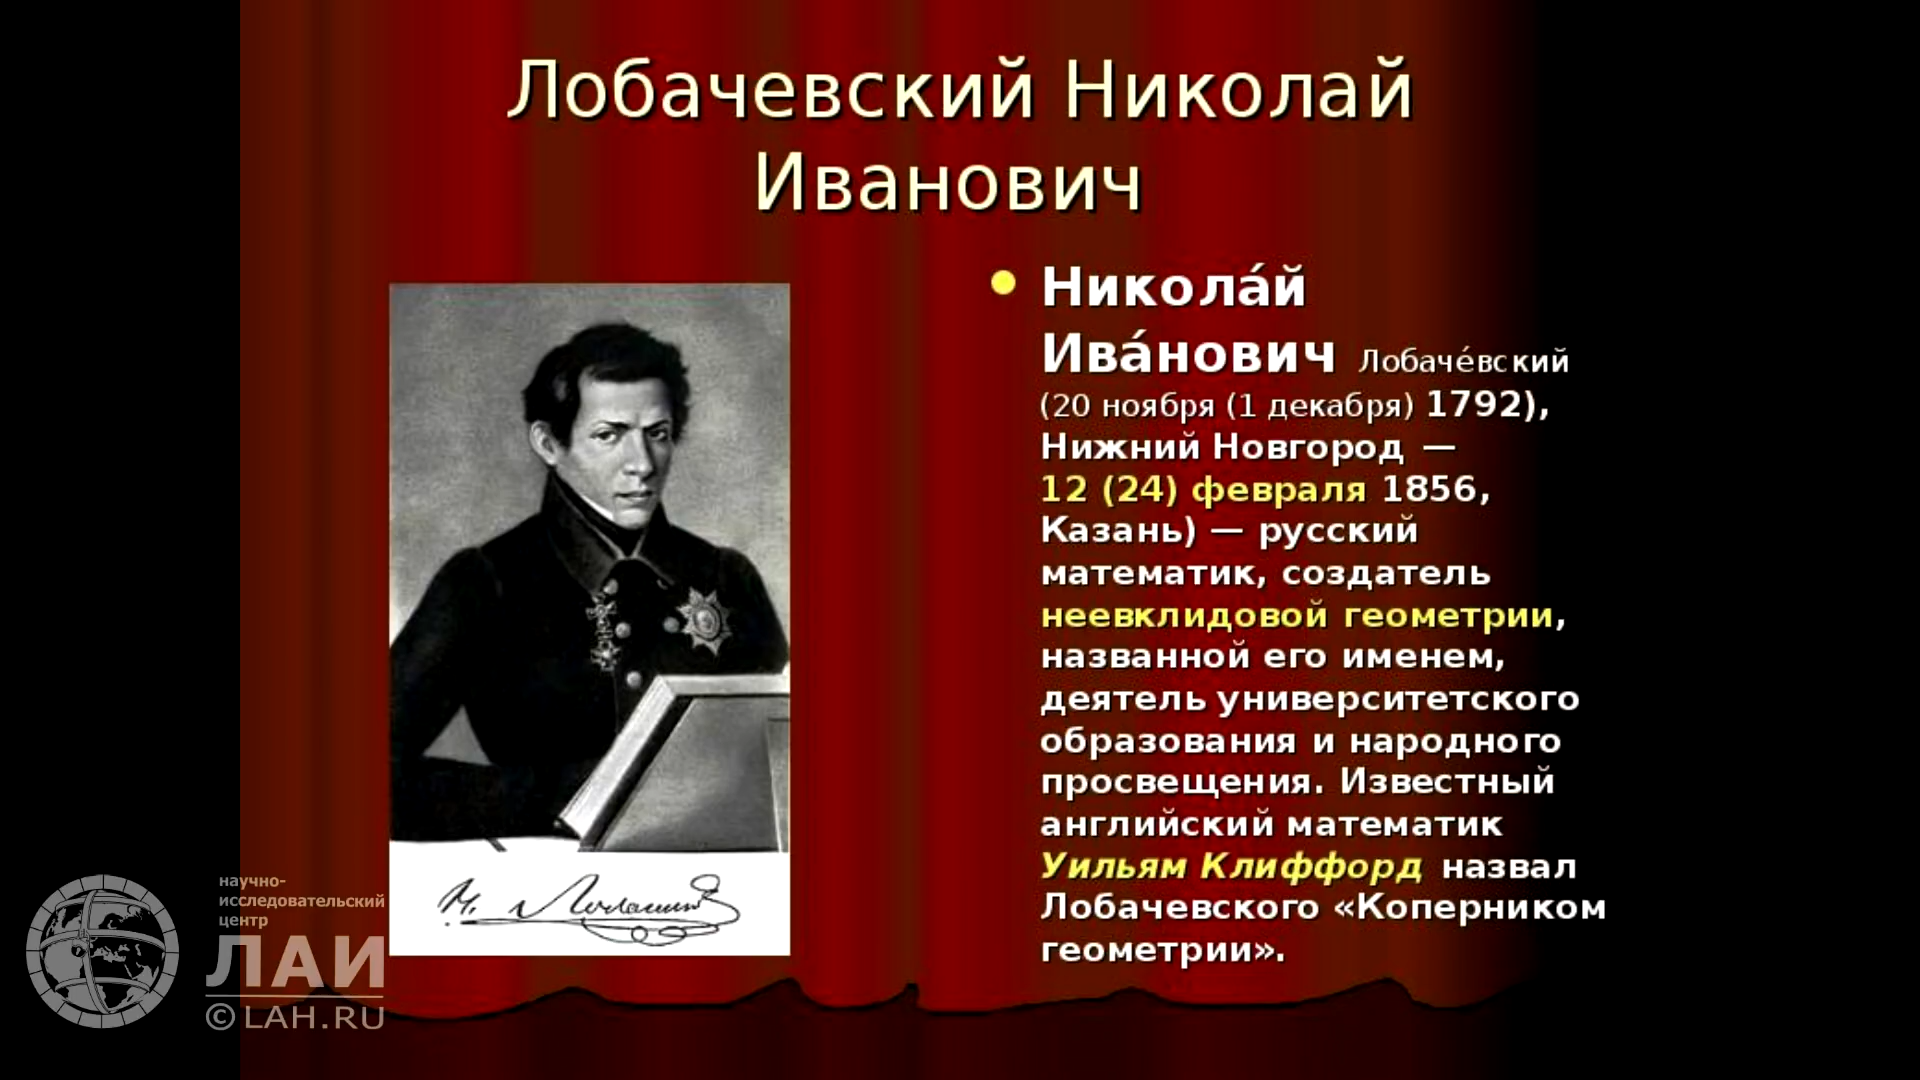 Лобачевский Николай
Иванович
Никола́й
Ива́нович Лобаче́вский
(20 ноября (1 декабря) 1792),
Нижний Новгород —
12 (24) февраля 1856,
Казань) — русский
математик, создатель
неевклидовой геометрии,
названной его именем,
деятель университетского
образования и народного
просвещения. Известный
английский математик
Уильям Клиффорд назвал
Лобачевского «Коперником
геометрии».
научно-
исследовательский
центр
ЛАИ
©LAH.RU